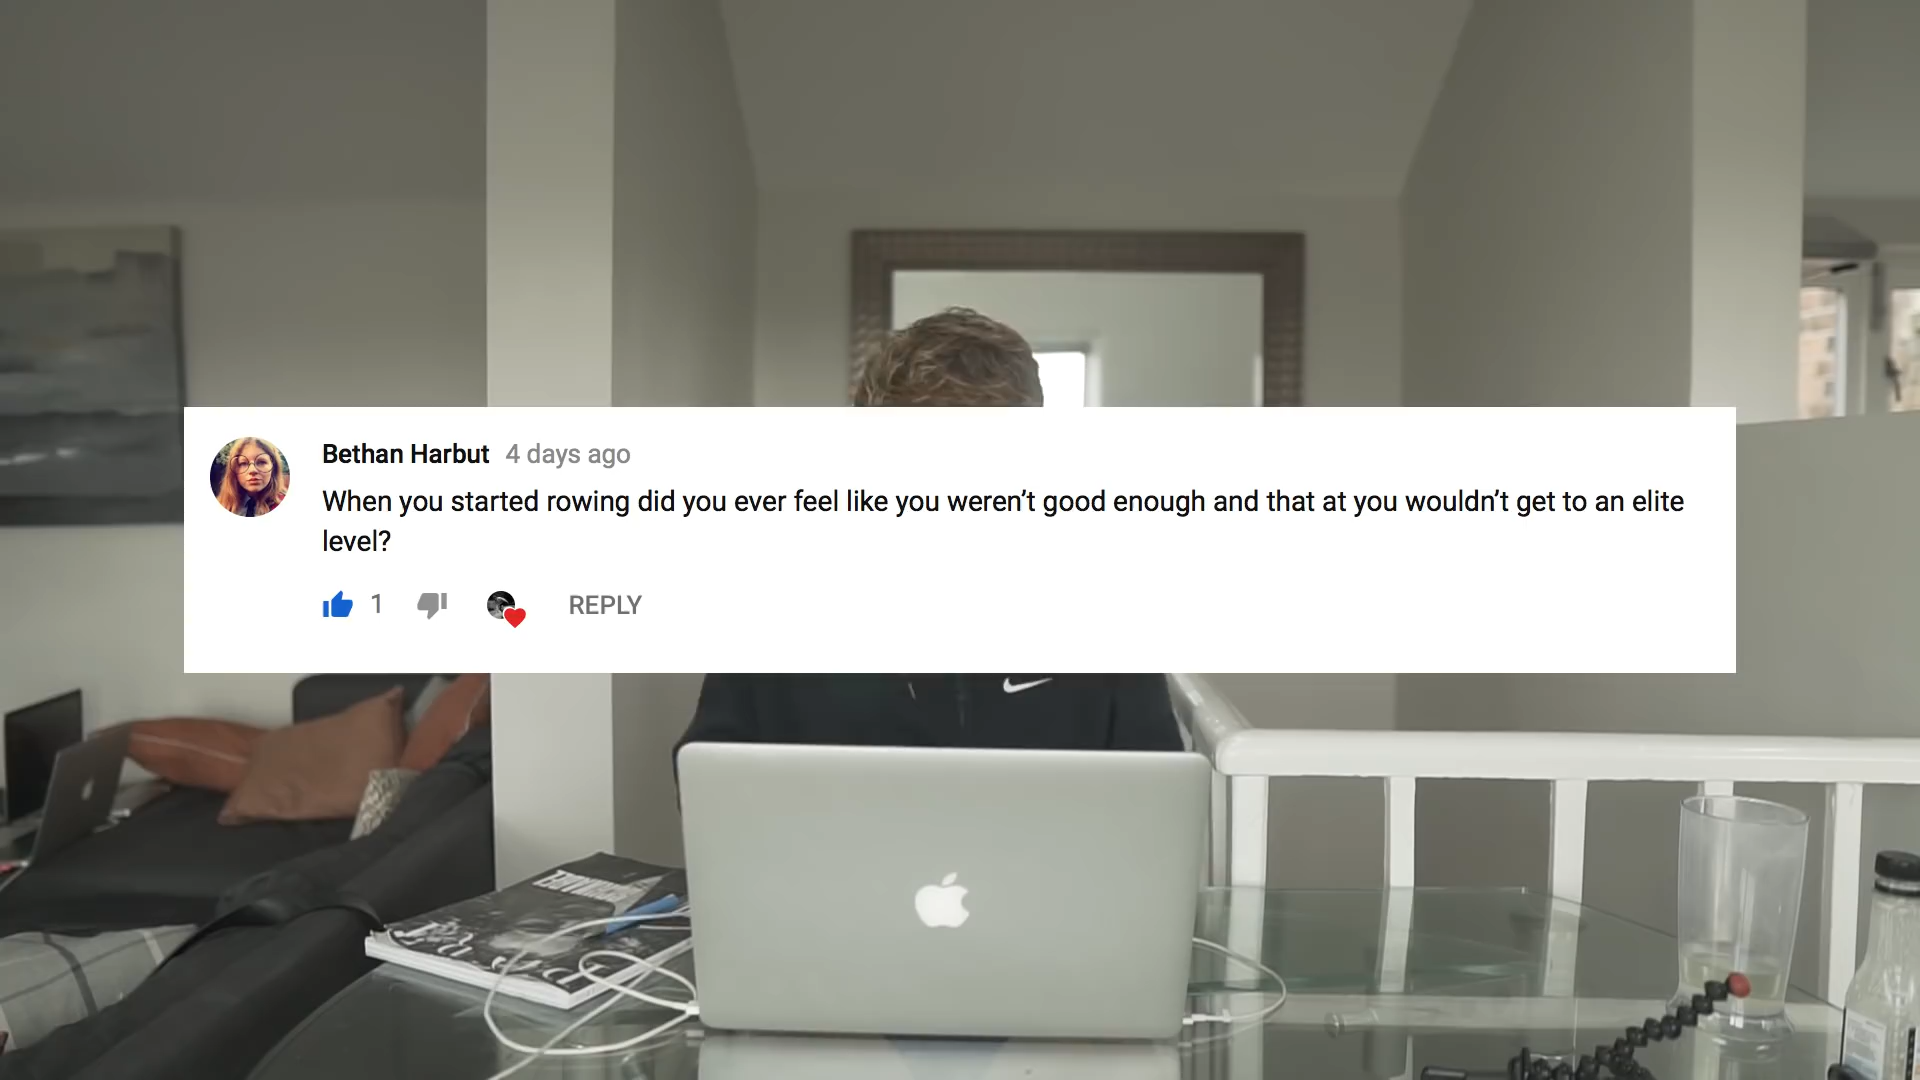 Bethan Harbut 4 days ago
When you started rowing did you ever feel like you weren’t good enough and that at you wouldn’t get to an elite
level?
1 REPLY